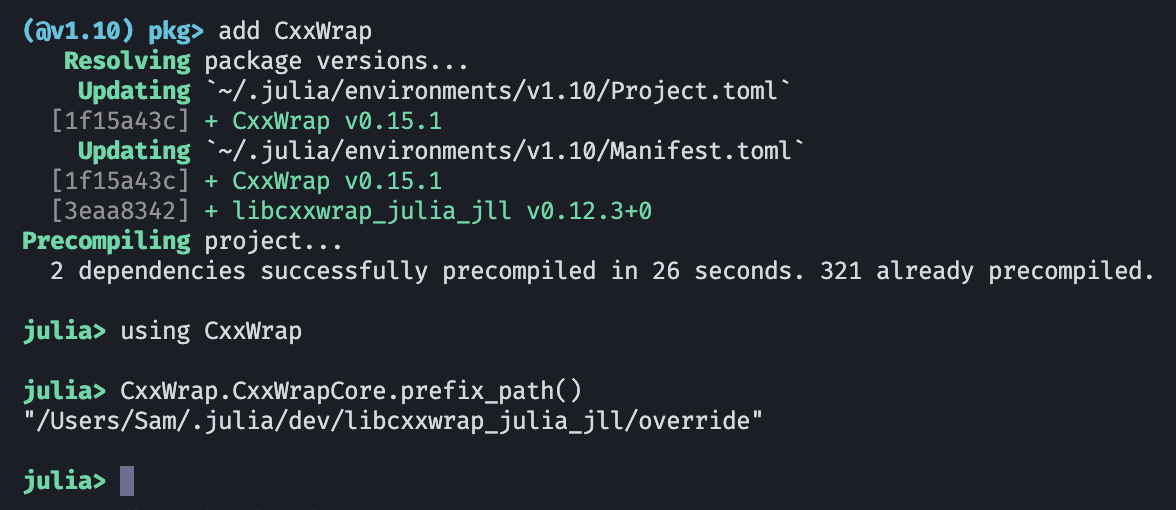 (@v1.10) pkg> add CxxWrap
Resolving package versions...
Updating `~/.julia/environments/v1.10/Project.toml`
[1f15a43c] + CxxWrap v0.15.1
Updating `~/.julia/environments/v1.10/Manifest.toml`
[1f15a43c] + CxxWrap v0.15.1
[3eaa8342] + libcxxwrap_julia_jll v0.12.3+0
Precompiling project...
2 dependencies successfully precompiled in 26 seconds. 321 already precompiled.
julia> using CxxWrap
julia> CxxWrap.CxxWrapCore.prefix_path()
"/Users/Sam/.julia/dev/libcxxwrap_julia_jll/override"
julia>